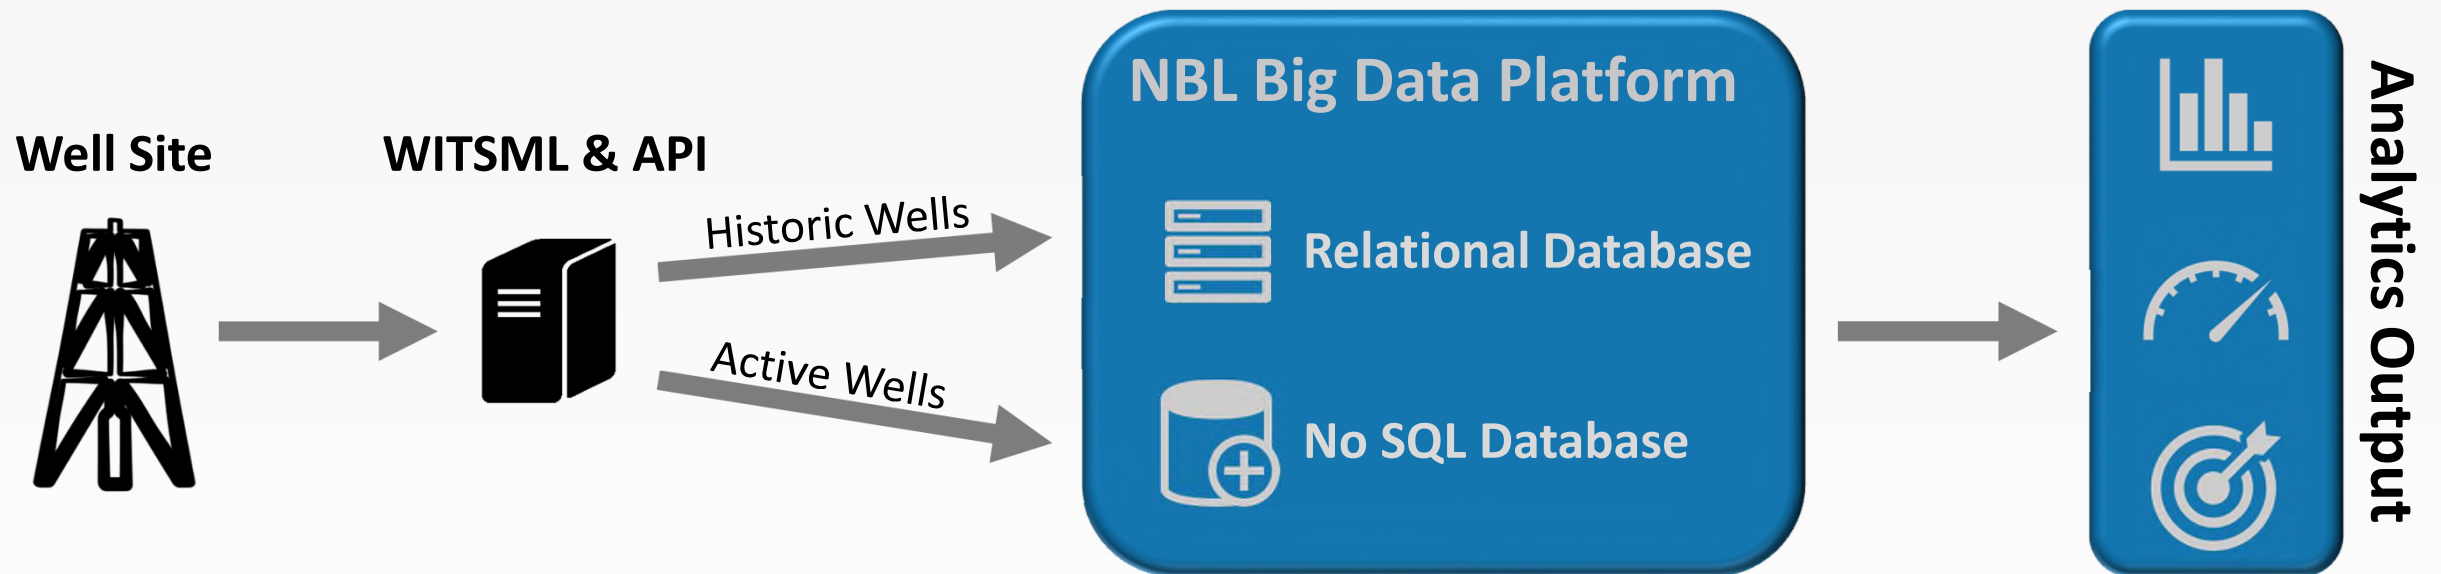 Well Site
WITSML & API
Historic Wells
Active Wells
NBL Big Data Platform
Relational Database
No SQL Database
Analytics Output